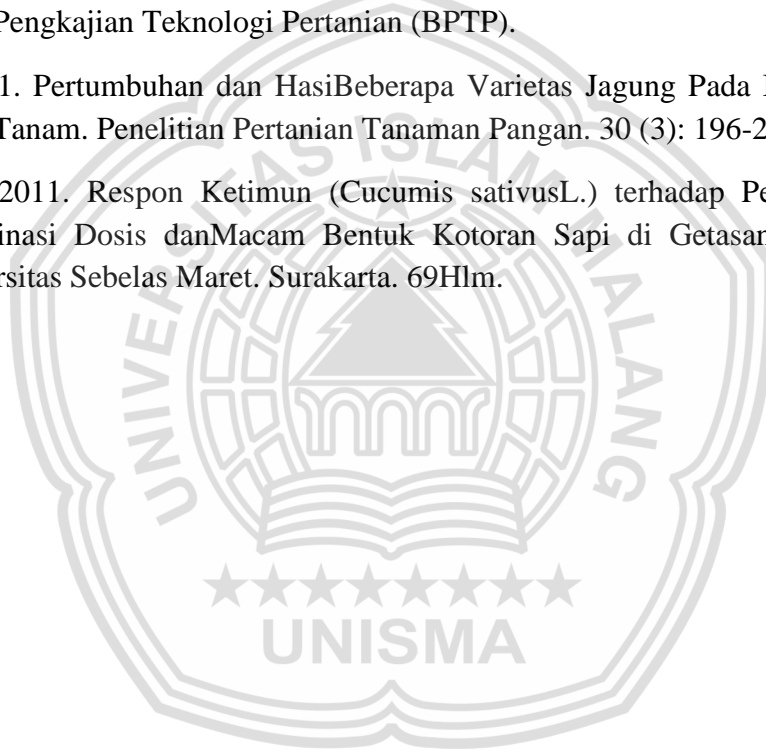 Pengkajian Teknologi Pertanian (BPTP).
1. Pertumbuhan dan HasiBeberapa Varietas Jagung Pada
Tanam. Penelitian Pertanian Tanaman Pangan. 30 (3): 196-2
2011. Respon Ketimun (Cucumis sativusL.) terhadap Pe
inasi Dosis danMacam Bentuk Kotoran Sapi di Getasan
rsitas Sebelas Maret. Surakarta. 69Hlm.
UNIVERSITAS ISLAM MALANG
UNISMA